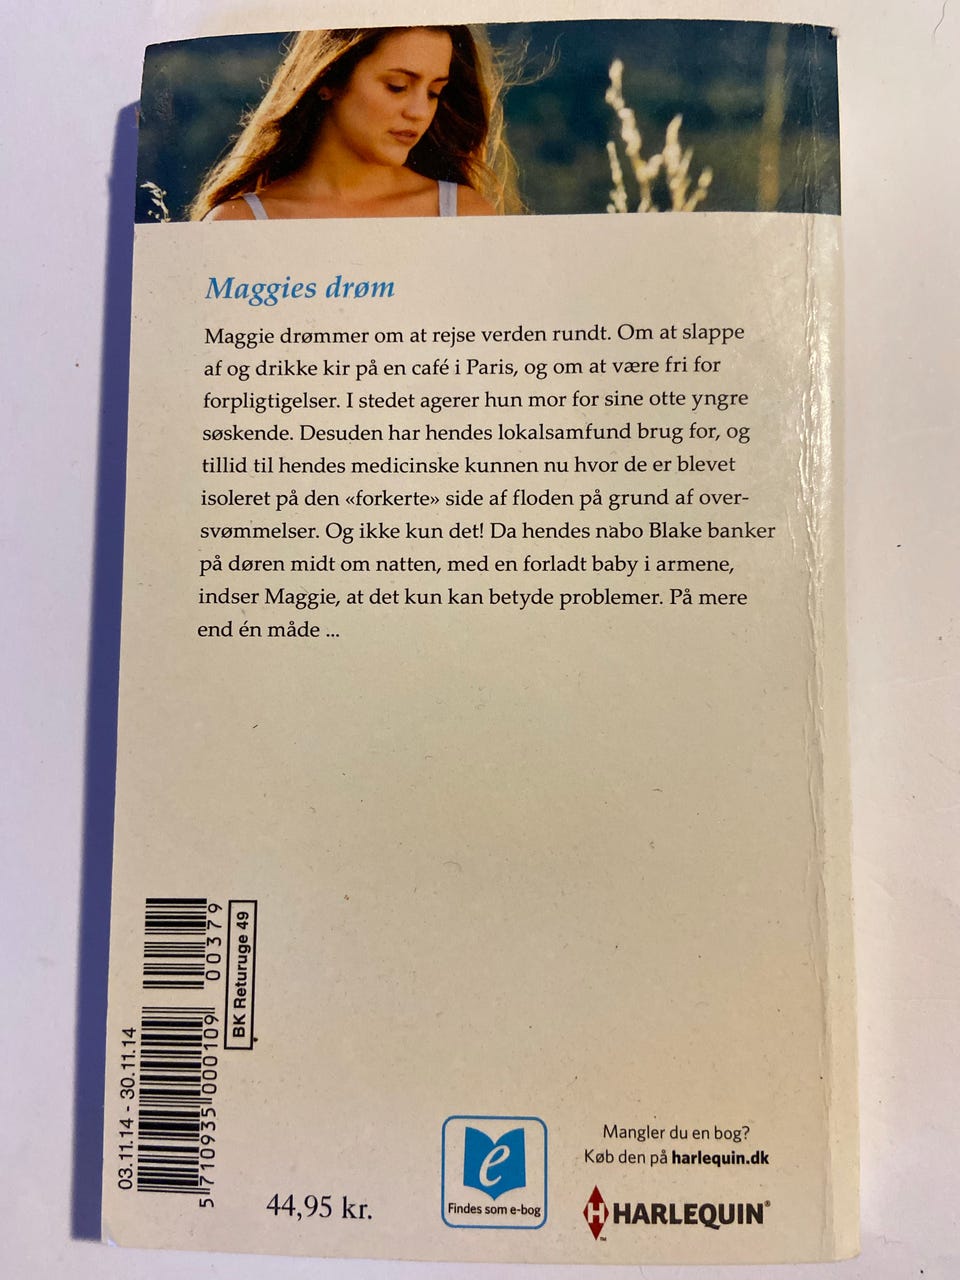 Maggies drøm
Maggie drømmer om at rejse verden rundt. Om at slappe
af og drikke kir på en café i Paris, og om at være fri for
forpligtigelser. I stedet agerer hun mor for sine otte yngre
søskende. Desuden har hendes lokalsamfund brug for, og
tillid til hendes medicinske kunnen nu hvor de er blevet
isoleret på den «forkerte» side af floden på grund af over-
svømmelser. Og ikke kun det! Da hendes nabo Blake banker
på døren midt om natten, med en forladt baby i armene,
indser Maggie, at det kun kan betyde problemer. På mere
end én måde ...
03.11.14 - 30.11.14
5710935000109
00379
BK Returuge 49
44,95 kr.
e
Findes som e-bog
Mangler du en bog?
Køb den på harlequin.dk
H HARLEQUIN®
™